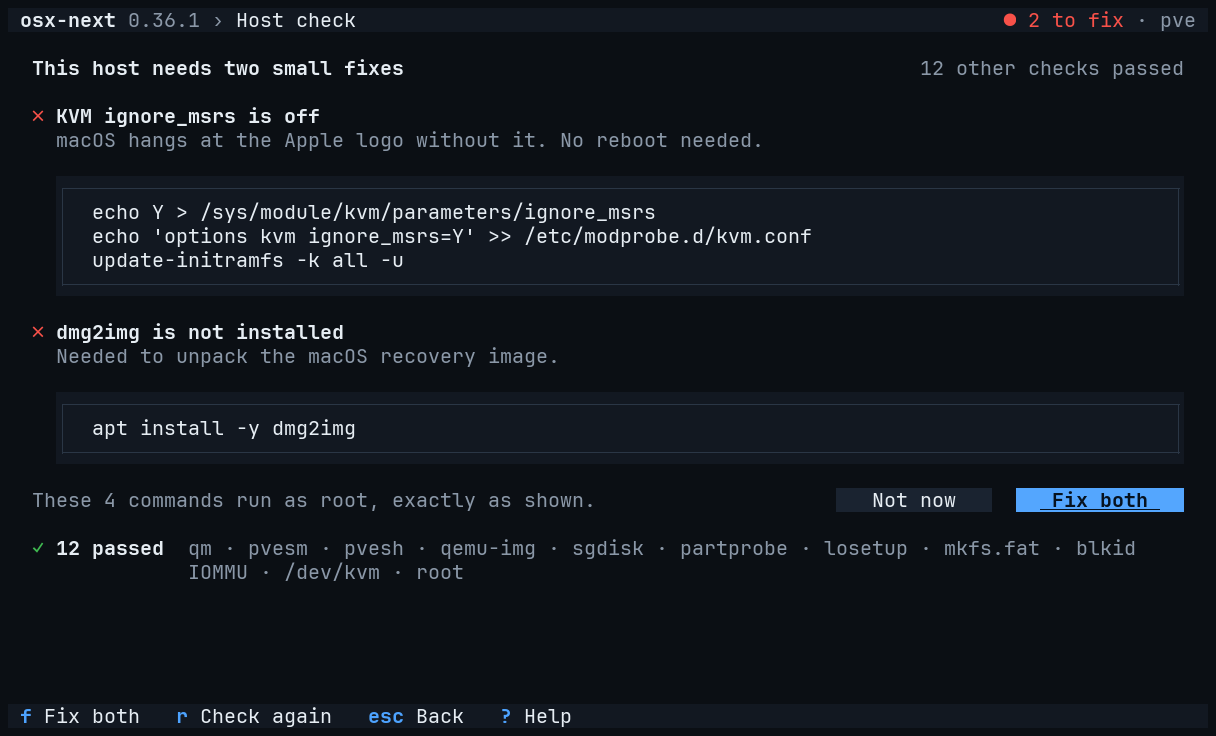 osx-next 0.36.1 › Host check ● 2 to fix · pve
This host needs two small fixes 12 other checks passed
✕ KVM ignore_msrs is off
macOS hangs at the Apple logo without it. No reboot needed.
echo Y > /sys/module/kvm/parameters/ignore_msrs
echo 'options kvm ignore_msrs=Y' >> /etc/modprobe.d/kvm.conf
update-initramfs -k all -u
✕ dmg2img is not installed
Needed to unpack the macOS recovery image.
apt install -y dmg2img
These 4 commands run as root, exactly as shown. Not now Fix both
✓ 12 passed qm · pvesm · pvesh · qemu-img · sgdisk · partprobe · losetup · mkfs.fat · blkid
IOMMU · /dev/kvm · root
f Fix both r Check again esc Back ? Help